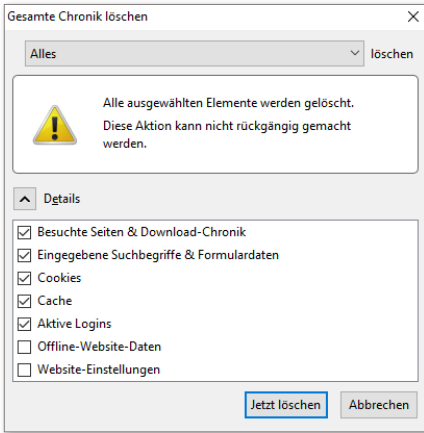 Gesamte Chronik löschen
Alles löschen
Alle ausgewählten Elemente werden gelöscht.
Diese Aktion kann nicht rückgängig gemacht
werden.
Details
Besuchte Seiten & Download-Chronik
Eingegebene Suchbegriffe & Formulardaten
Cookies
Cache
Aktive Logins
Offline-Website-Daten
Website-Einstellungen
Jetzt löschen Abbrechen